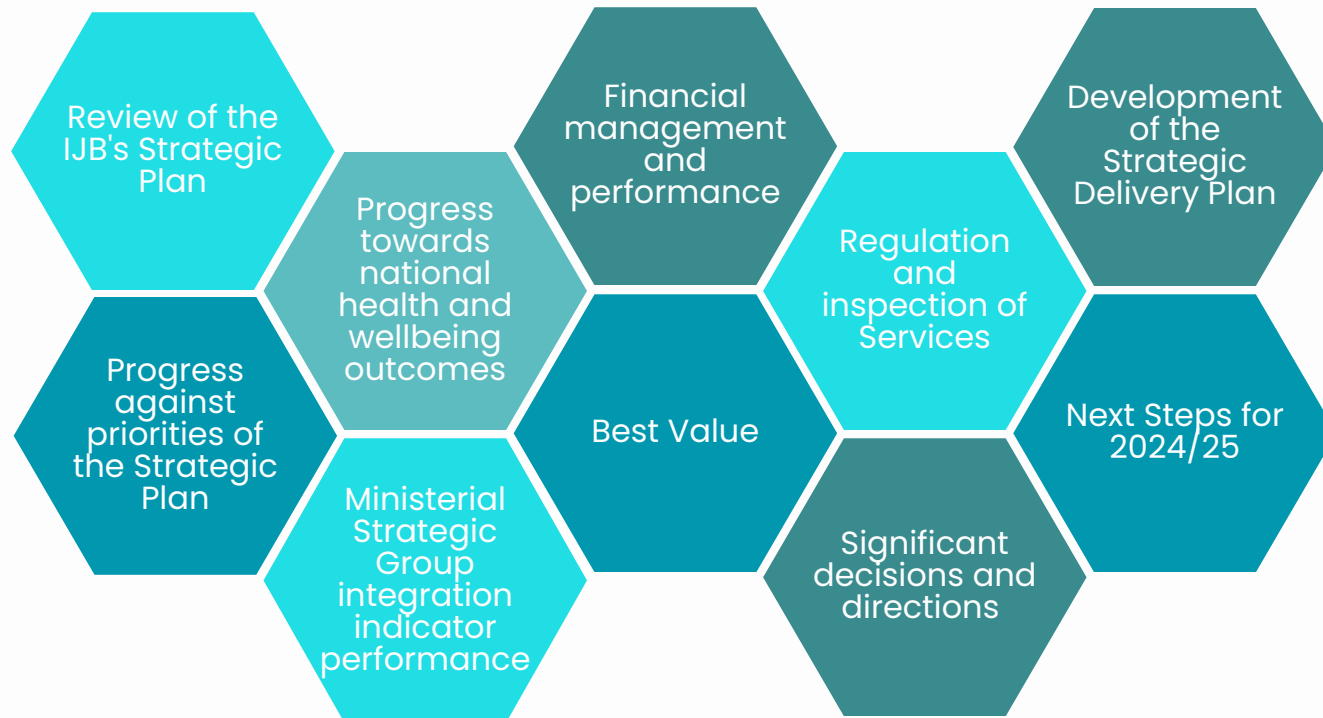 Review of the
IJB's Strategic
Plan
Progress
against
priorities of
the Strategic
Plan
Progress
towards
national
health and
wellbeing
outcomes
Ministerial
Strategic
Group
integration
indicator
performance
Financial
management
and
performance
Best Value
Regulation
and
inspection of
Services
Significant
decisions and
directions
Development
of the
Strategic
Delivery Plan
Next Steps for
2024/25